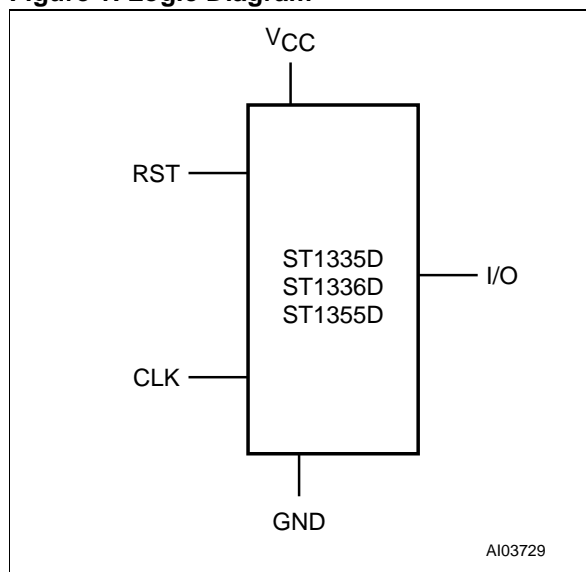 Figure 1. Logic Diagram
VCC
RST
ST1335D
ST1336D
ST1355D
I/O
CLK
GND
AI03729